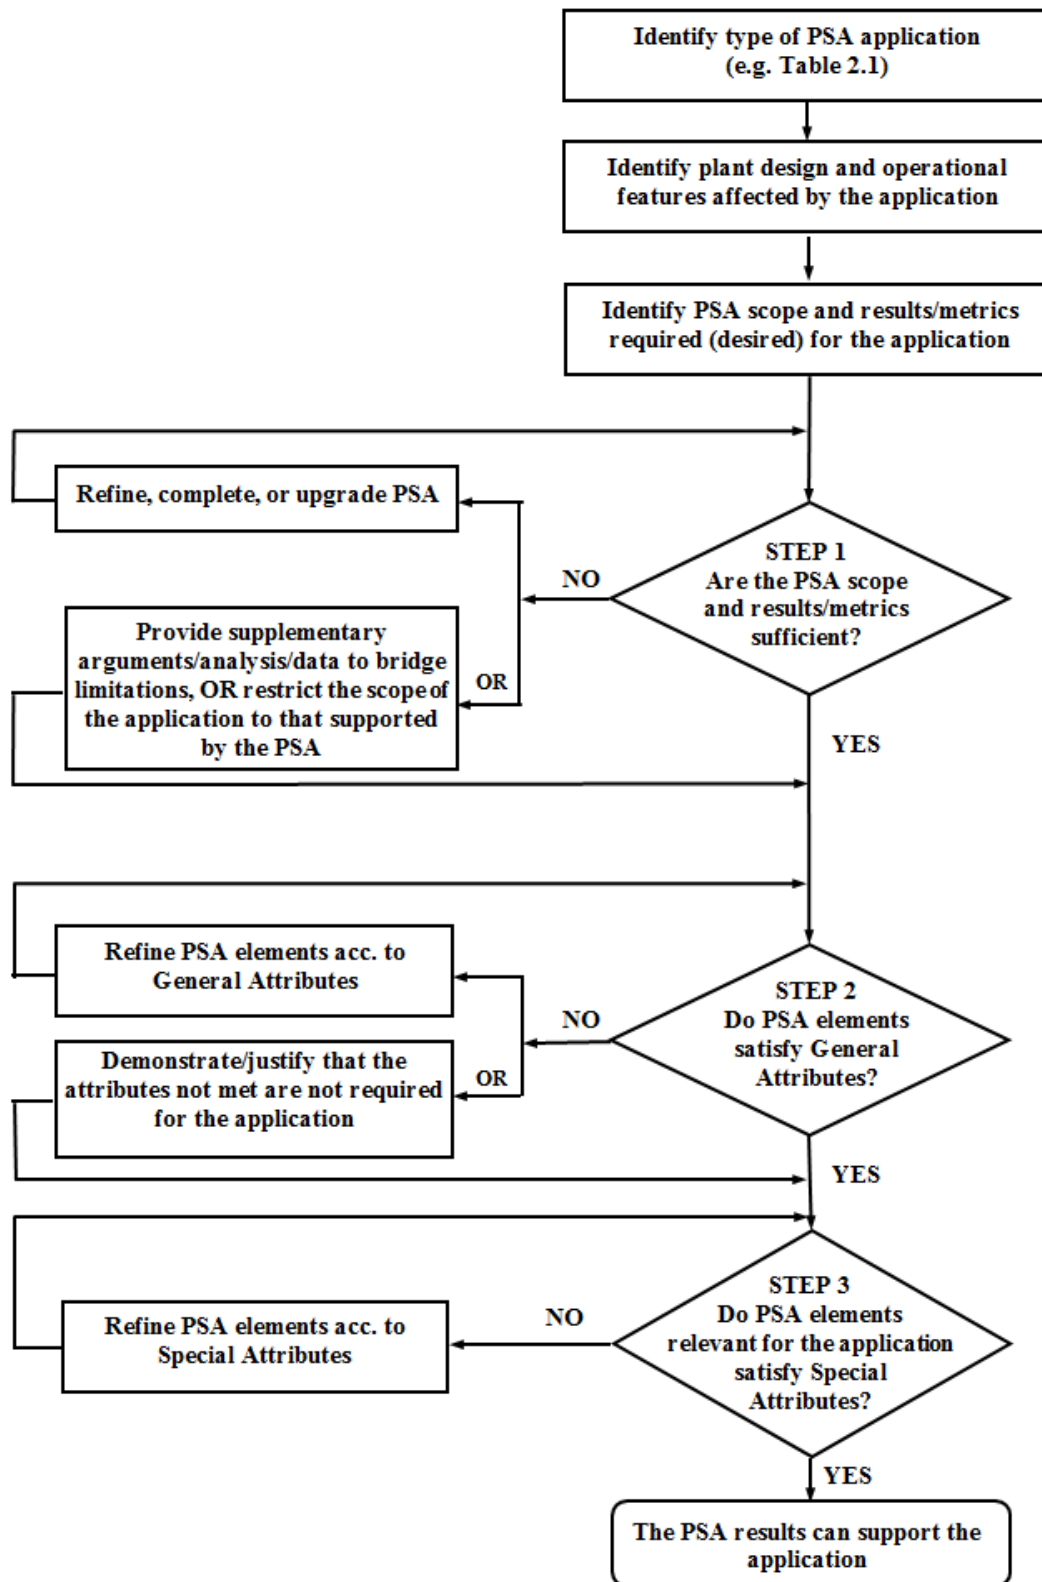 Identify type of PSA application
(e.g. Table 2.1)
Identify plant design and operational
features affected by the application
Identify PSA scope and results/metrics
required (desired) for the application
Refine, complete, or upgrade PSA
STEP 1
Are the PSA scope
and results/metrics
sufficient?
NO
Provide supplementary
arguments/analysis/data to bridge
limitations, OR restrict the scope of
the application to that supported
by the PSA
OR
YES
Refine PSA elements acc. to
General Attributes
STEP 2
Do PSA elements
satisfy General
Attributes?
NO
Demonstrate/justify that the
attributes not met are not required
for the application
OR
YES
STEP 3
Do PSA elements
relevant for the application
satisfy Special
Attributes?
NO
Refine PSA elements acc. to
Special Attributes
YES
The PSA results can support the
application